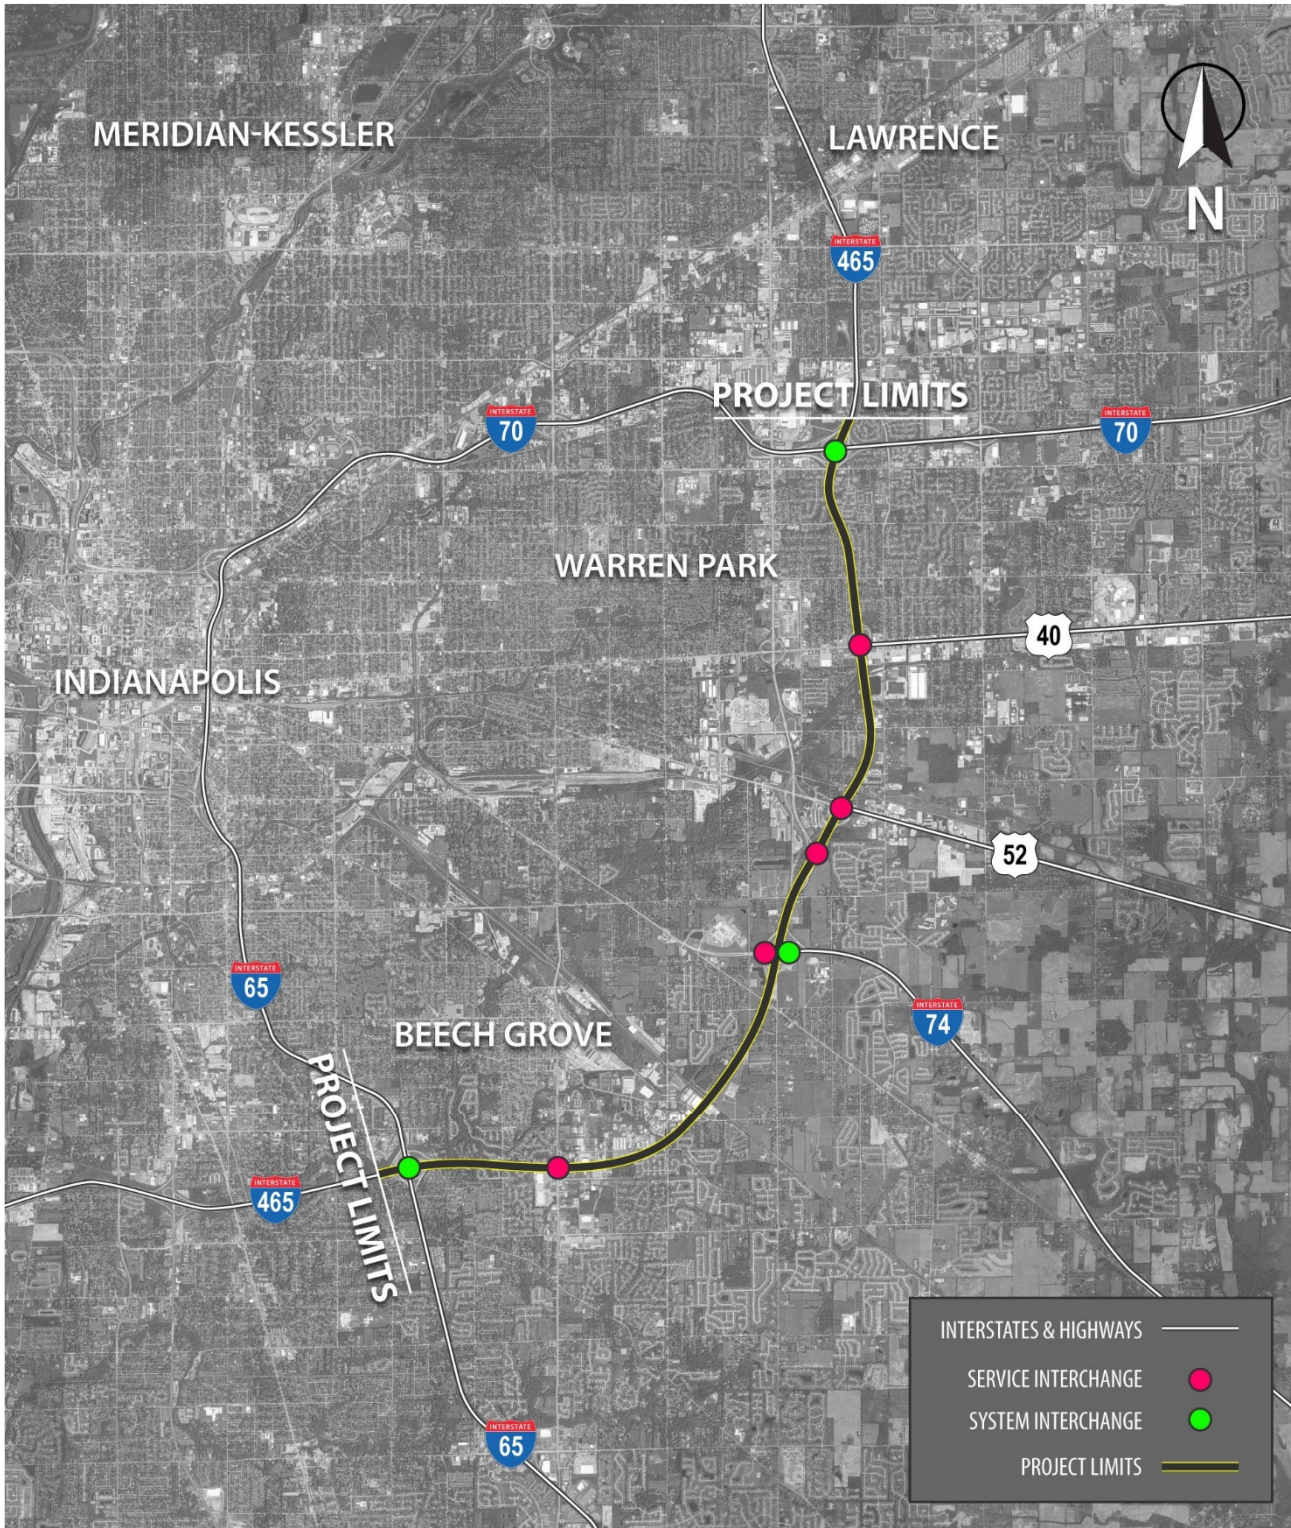 MERIDIAN-KESSLER
LAWRENCE
N
INTERSTATE
465
PROJECT LIMITS
INTERSTATE
70
INTERSTATE
70
WARREN PARK
40
INDIANAPOLIS
52
INTERSTATE
65
INTERSTATE
74
BEECH GROVE
PROJECT LIMITS
INTERSTATE
465
INTERSTATE
65
INTERSTATES & HIGHWAYS
SERVICE INTERCHANGE
SYSTEM INTERCHANGE
PROJECT LIMITS